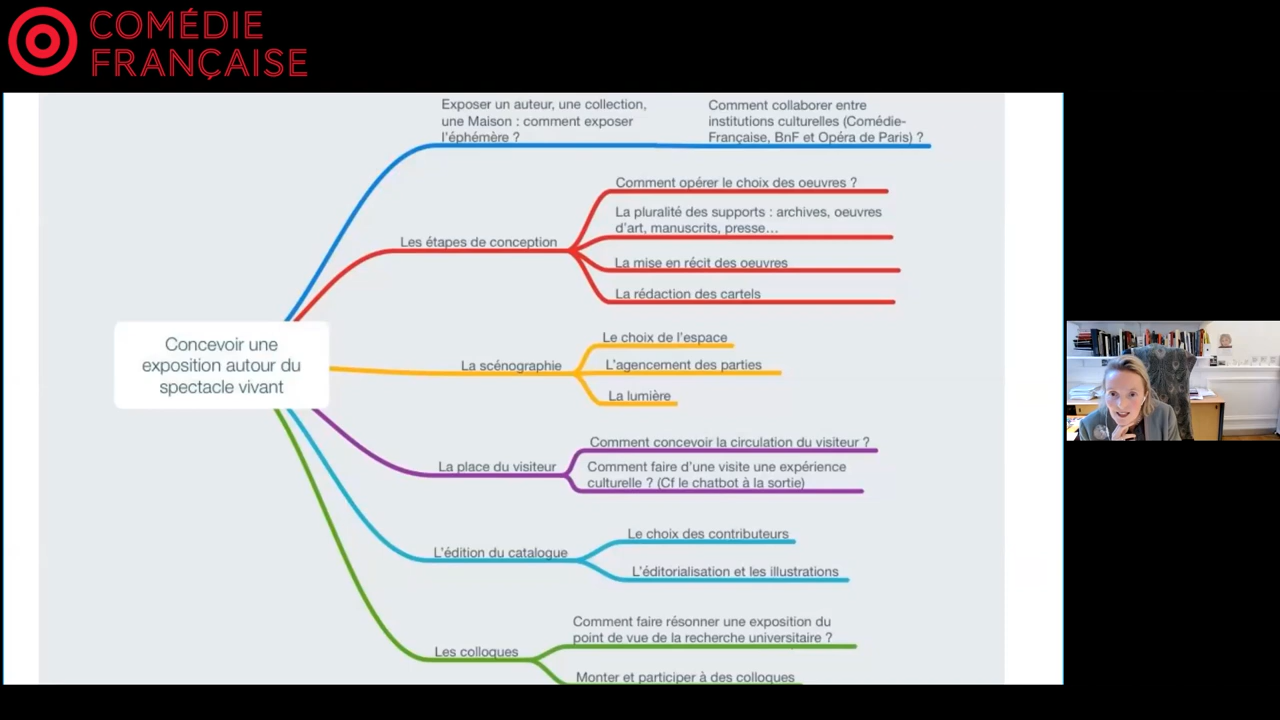 COMÉDIE
FRANÇAISE
Exposer un auteur, une collection,
une Maison : comment exposer
l'éphémère ?
Comment collaborer entre
institutions culturelles (Comédie-
Française, BnF et Opéra de Paris) ?
Comment opérer le choix des oeuvres ?
La pluralité des supports : archives, oeuvres
d'art, manuscrits, presse…
Les étapes de conception
La mise en récit des oeuvres
La rédaction des cartels
Concevoir une
exposition autour du
spectacle vivant
Le choix de l'espace
La scénographie
L'agencement des parties
La lumière
Comment concevoir la circulation du visiteur ?
La place du visiteur
Comment faire d'une visite une expérience
culturelle ? (Cf le chatbot à la sortie)
Le choix des contributeurs
L'édition du catalogue
L'éditorialisation et les illustrations
Comment faire résonner une exposition du
point de vue de la recherche universitaire ?
Les colloques
Monter et participer à des colloques